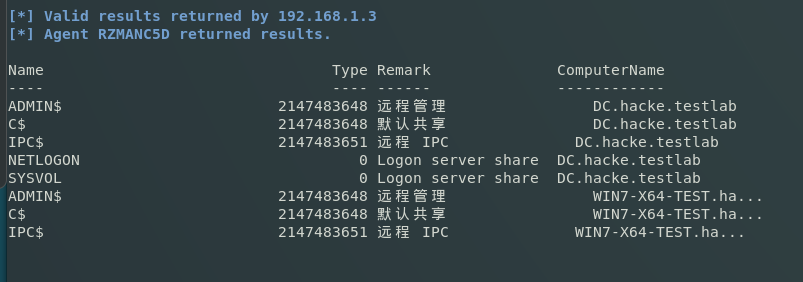 [*] Valid results returned by 192.168.1.3
[*] Agent RZMANC5D returned results.
Name Type Remark ComputerName
---- ---- ------ ------------
ADMIN$ 2147483648 远程管理 DC.hacke.testlab
C$ 2147483648 默认共享 DC.hacke.testlab
IPC$ 2147483651 远程 IPC DC.hacke.testlab
NETLOGON 0 Logon server share DC.hacke.testlab
SYSVOL 0 Logon server share DC.hacke.testlab
ADMIN$ 2147483648 远程管理 WIN7-X64-TEST.ha...
C$ 2147483648 默认共享 WIN7-X64-TEST.ha...
IPC$ 2147483651 远程 IPC WIN7-X64-TEST.ha...